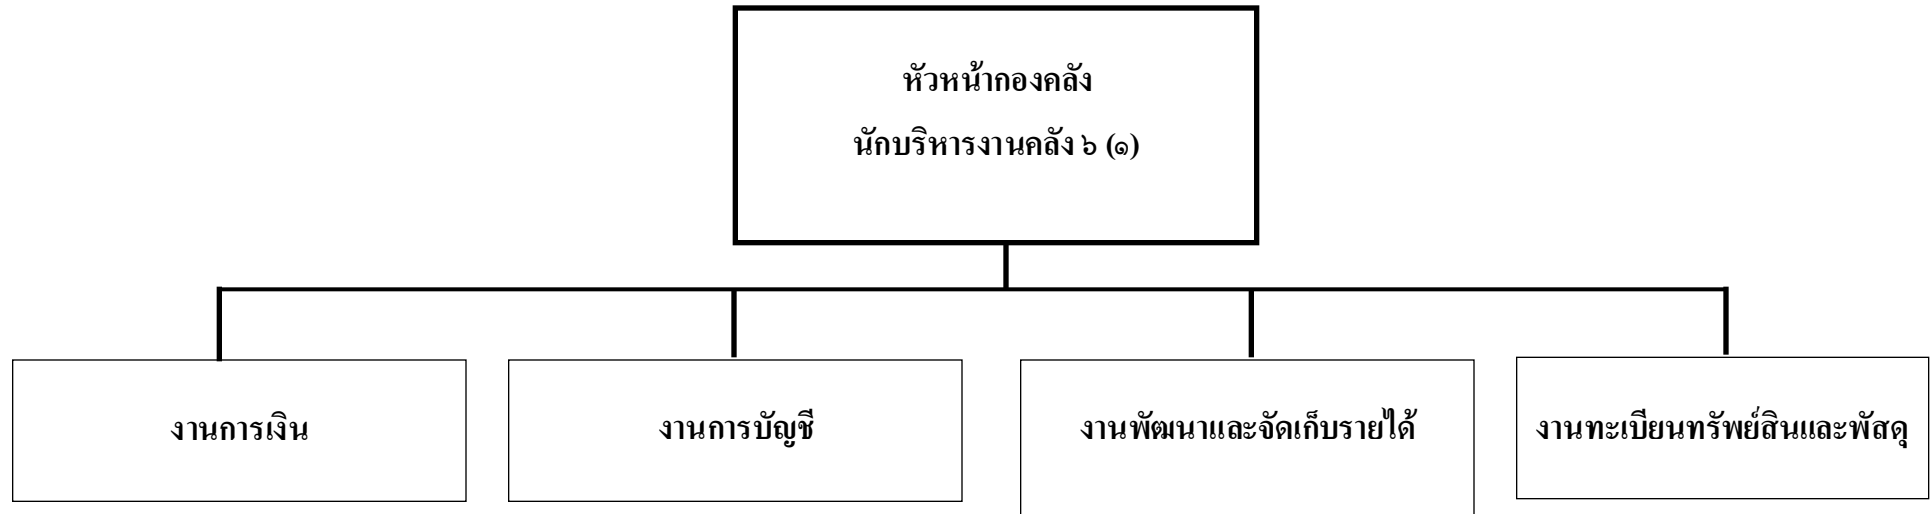 หัวหน้ากองคลัง
นักบริหารงานคลัง ๖ (๑)
งานการเงิน
งานการบัญชี
งานพัฒนาและจัดเก็บรายได้
งานทะเบียนทรัพย์สินและพัสดุ